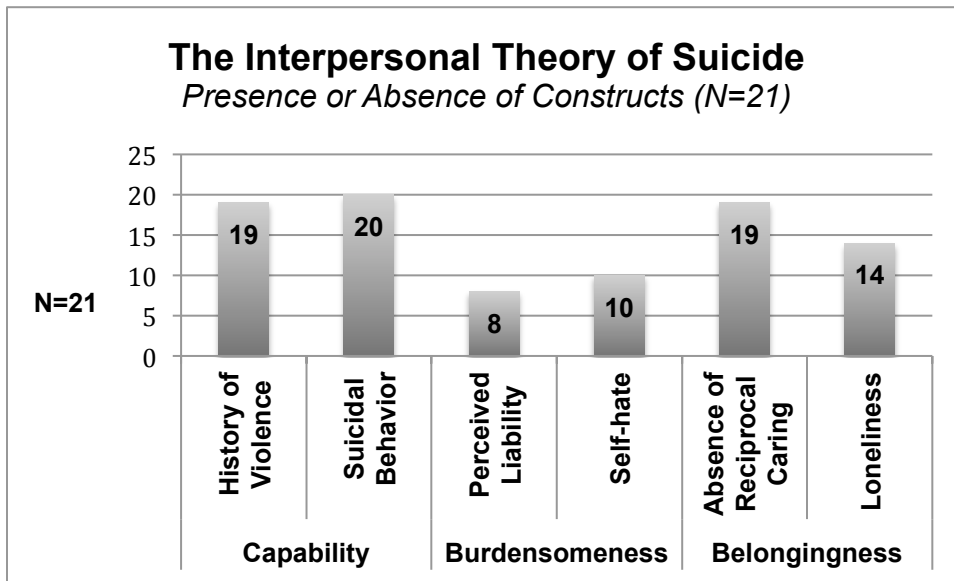 The Interpersonal Theory of Suicide
Presence or Absence of Constructs (N=21)
25
20
15
10
5
0
N=21
19
20
8
10
19
14
History of
Violence
Suicidal
Behavior
Perceived
Liability
Self-hate
Absence of
Reciprocal
Caring
Loneliness
Capability
Burdensomeness
Belongingness